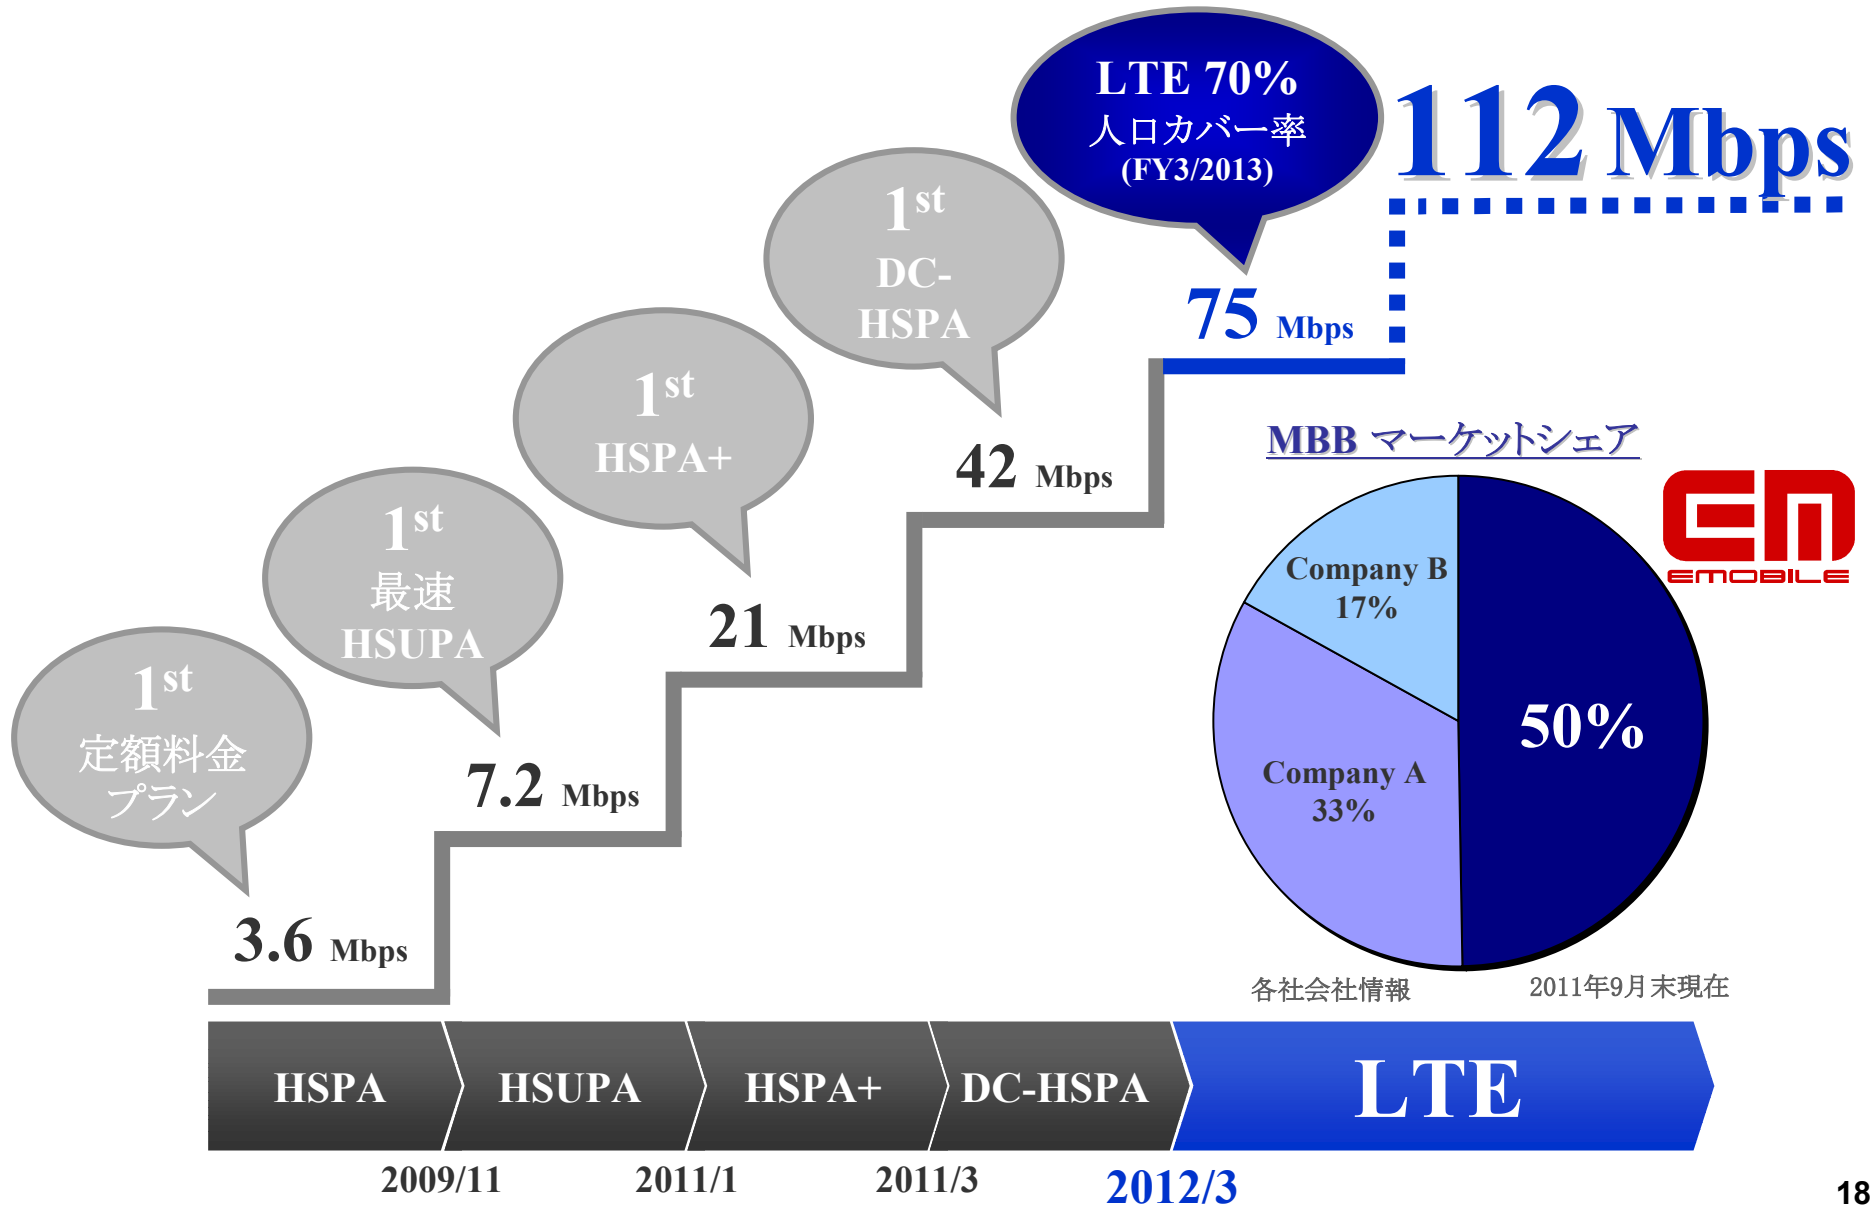 LTE 70%
人口カバー率
(FY3/2013)
112 Mbps
1st
DC-
HSPA
75 Mbps
1st
HSPA+
42 Mbps
MBB マーケットシェア
EMOBILE
1st
最速
HSUPA
21 Mbps
Company B
17%
50%
Company A
33%
1st
定額料金
プラン
7.2 Mbps
3.6 Mbps
各社会社情報
2011年9月末現在
HSPA
HSUPA
HSPA+
DC-HSPA
LTE
2009/11
2011/1
2011/3
2012/3
18